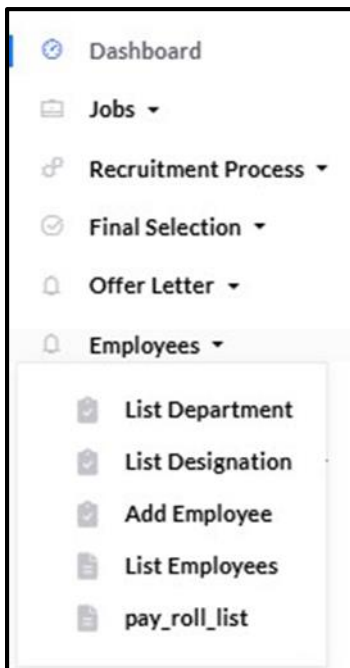 Dashboard
Jobs
Recruitment Process
Final Selection
Offer Letter
Employees
List Department
List Designation
Add Employee
List Employees
pay_roll_list